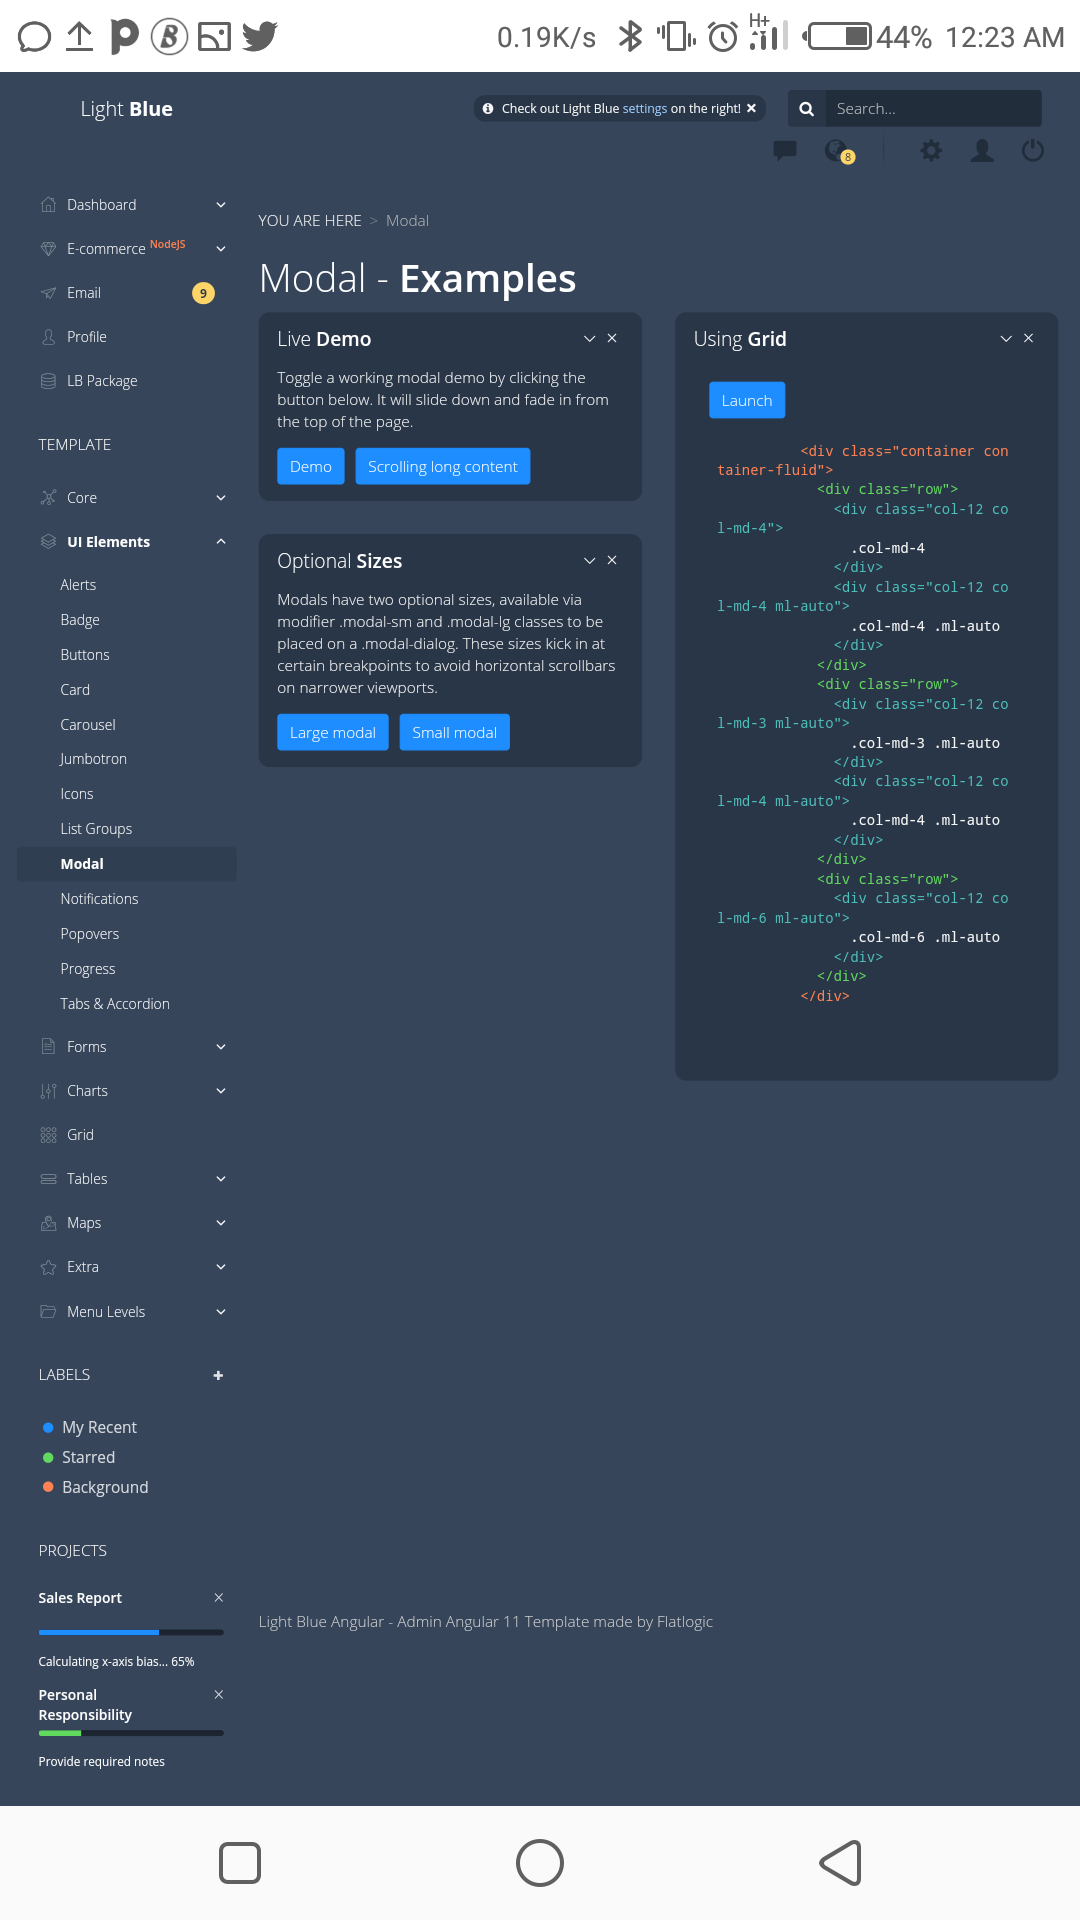 0.19K/s H+ 44% 12:23 AM
Light Blue
Check out Light Blue settings on the right!
Search...
8
Dashboard
E-commerce NodeJS
Email 9
Profile
LB Package
TEMPLATE
Core
UI Elements
Alerts
Badge
Buttons
Card
Carousel
Jumbotron
Icons
List Groups
Modal
Notifications
Popovers
Progress
Tabs & Accordion
Forms
Charts
Grid
Tables
Maps
Extra
Menu Levels
LABELS +
My Recent
Starred
Background
PROJECTS
Sales Report
Calculating x-axis bias... 65%
Personal
Responsibility
Provide required notes
YOU ARE HERE > Modal
Modal - Examples
Live Demo
Toggle a working modal demo by clicking the
button below. It will slide down and fade in from
the top of the page.
Demo
Scrolling long content
Optional Sizes
Modals have two optional sizes, available via
modifier .modal-sm and .modal-lg classes to be
placed on a .modal-dialog. These sizes kick in at
certain breakpoints to avoid horizontal scrollbars
on narrower viewports.
Large modal
Small modal
Using Grid
Launch
<div class="container con
tainer-fluid">
<div class="row">
<div class="col-12 co
l-md-4">
.col-md-4
</div>
<div class="col-12 co
l-md-4 ml-auto">
.col-md-4 .ml-auto
</div>
</div>
<div class="row">
<div class="col-12 co
l-md-3 ml-auto">
.col-md-3 .ml-auto
</div>
<div class="col-12 co
l-md-4 ml-auto">
.col-md-4 .ml-auto
</div>
</div>
<div class="row">
<div class="col-12 co
l-md-6 ml-auto">
.col-md-6 .ml-auto
</div>
</div>
</div>
Light Blue Angular - Admin Angular 11 Template made by Flatlogic